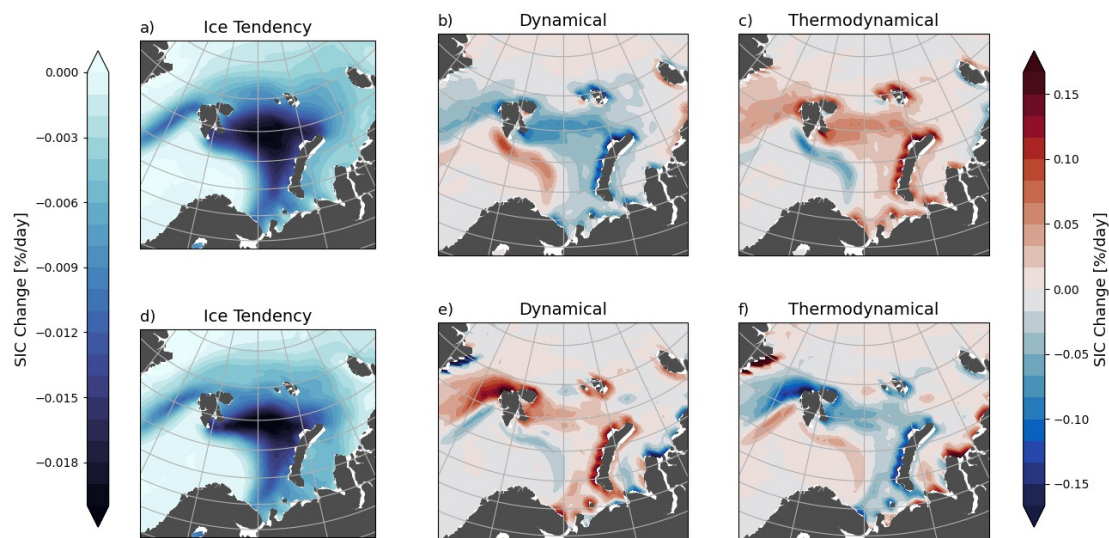 a) Ice Tendency
b) Dynamical
c) Thermodynamical
0.000
−0.003
−0.006
−0.009
−0.012
−0.015
−0.018
SIC Change [%/day]
0.15
0.10
0.05
0.00
−0.05
−0.10
−0.15
SIC Change [%/day]
d) Ice Tendency
e) Dynamical
f) Thermodynamical